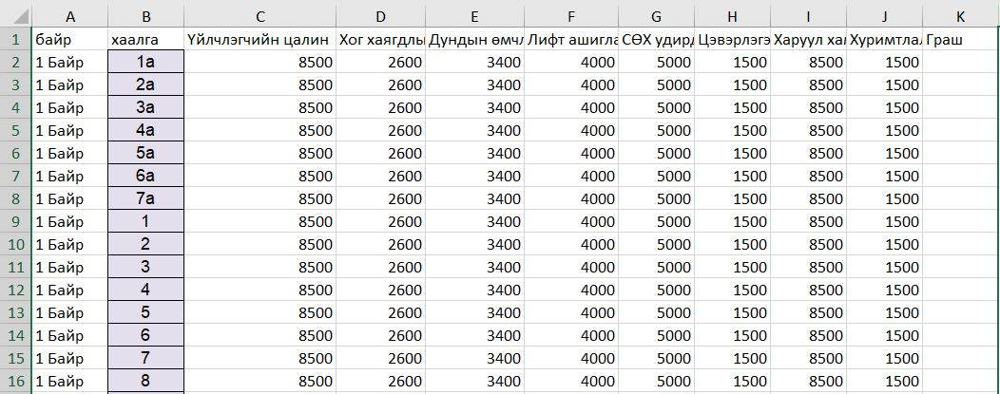 A B C D E F G H I J K
1 байр хаалга Үйлчлэгчийн цалин Хог хаягдлы Дундын өмчл Лифт ашигла СӨХ удирд Цэвэрлэгэ Харуул хал Хуримтлал Граш
2 1 Байр 1а 8500 2600 3400 4000 5000 1500 8500 1500
3 1 Байр 2а 8500 2600 3400 4000 5000 1500 8500 1500
4 1 Байр 3а 8500 2600 3400 4000 5000 1500 8500 1500
5 1 Байр 4а 8500 2600 3400 4000 5000 1500 8500 1500
6 1 Байр 5а 8500 2600 3400 4000 5000 1500 8500 1500
7 1 Байр 6а 8500 2600 3400 4000 5000 1500 8500 1500
8 1 Байр 7а 8500 2600 3400 4000 5000 1500 8500 1500
9 1 Байр 1 8500 2600 3400 4000 5000 1500 8500 1500
10 1 Байр 2 8500 2600 3400 4000 5000 1500 8500 1500
11 1 Байр 3 8500 2600 3400 4000 5000 1500 8500 1500
12 1 Байр 4 8500 2600 3400 4000 5000 1500 8500 1500
13 1 Байр 5 8500 2600 3400 4000 5000 1500 8500 1500
14 1 Байр 6 8500 2600 3400 4000 5000 1500 8500 1500
15 1 Байр 7 8500 2600 3400 4000 5000 1500 8500 1500
16 1 Байр 8 8500 2600 3400 4000 5000 1500 8500 1500